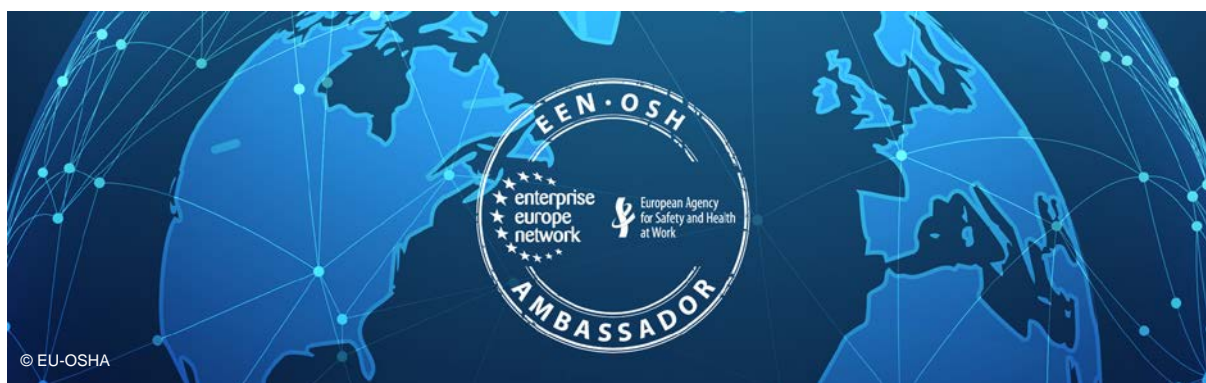 EEN · OSH
enterprise
europe
network
European Agency
for Safety and Health
at Work
AMBASSADOR
© EU-OSHA